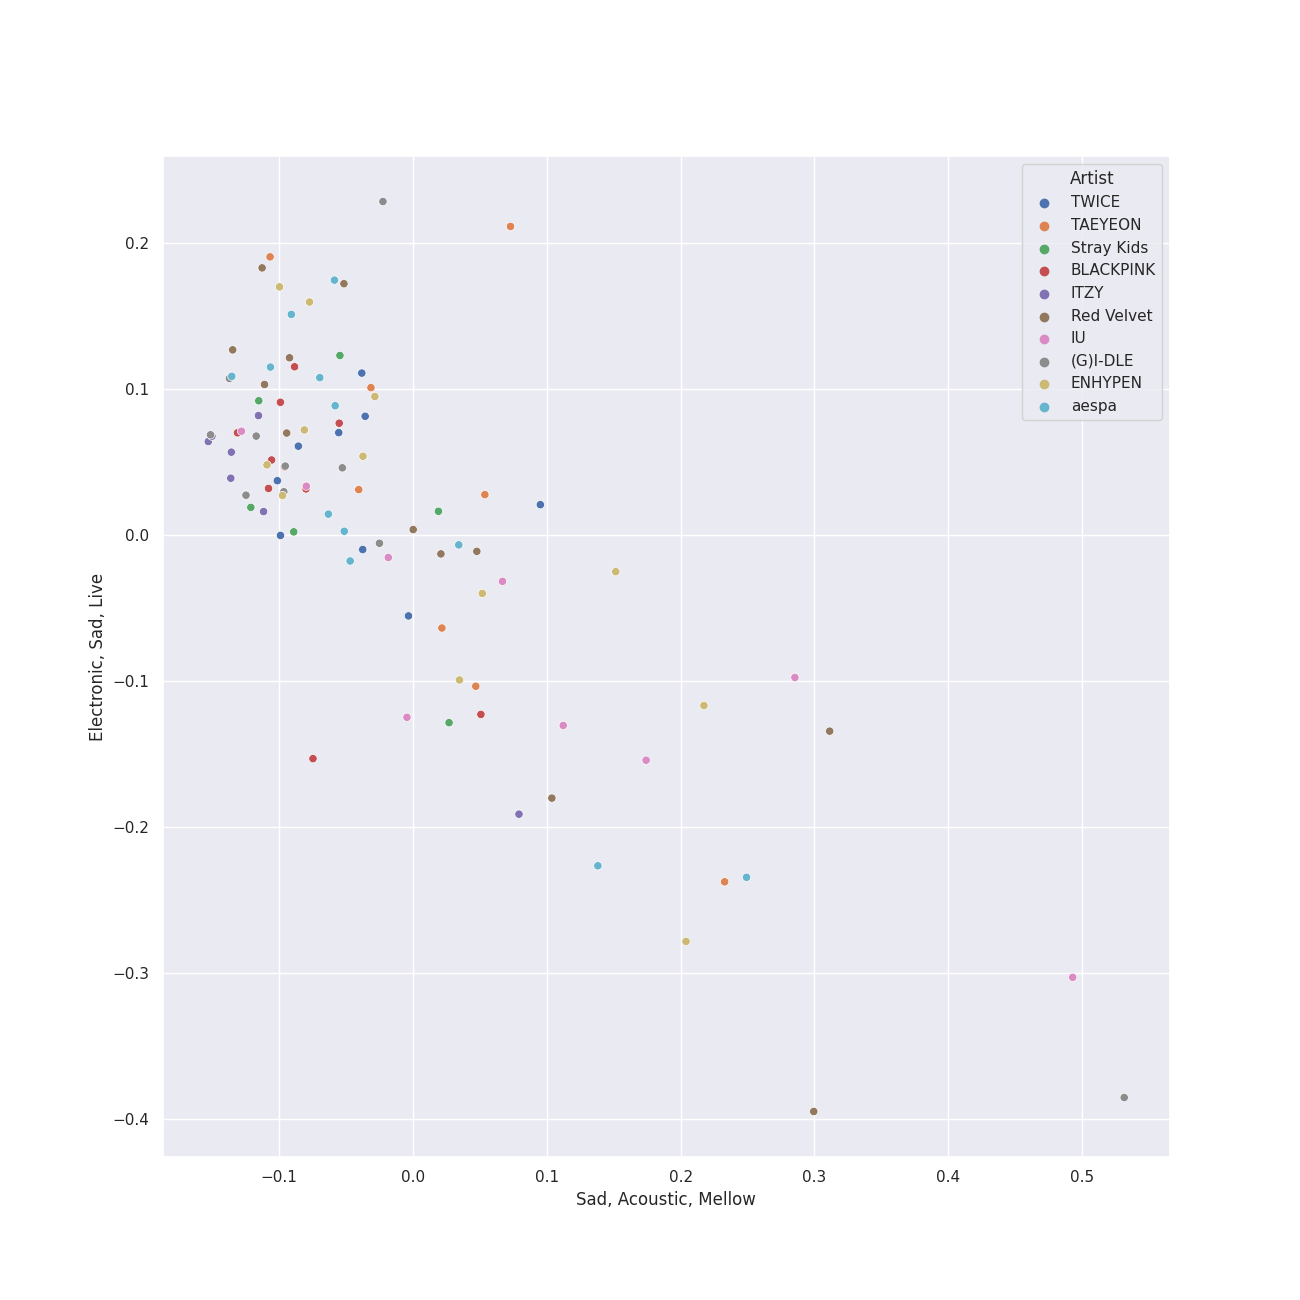 Artist
TWICE
TAEYEON
Stray Kids
BLACKPINK
ITZY
Red Velvet
IU
(G)I-DLE
ENHYPEN
aespa
0.2
0.1
0.0
−0.1
−0.2
−0.3
−0.4
Electronic, Sad, Live
−0.1 0.0 0.1 0.2 0.3 0.4 0.5
Sad, Acoustic, Mellow